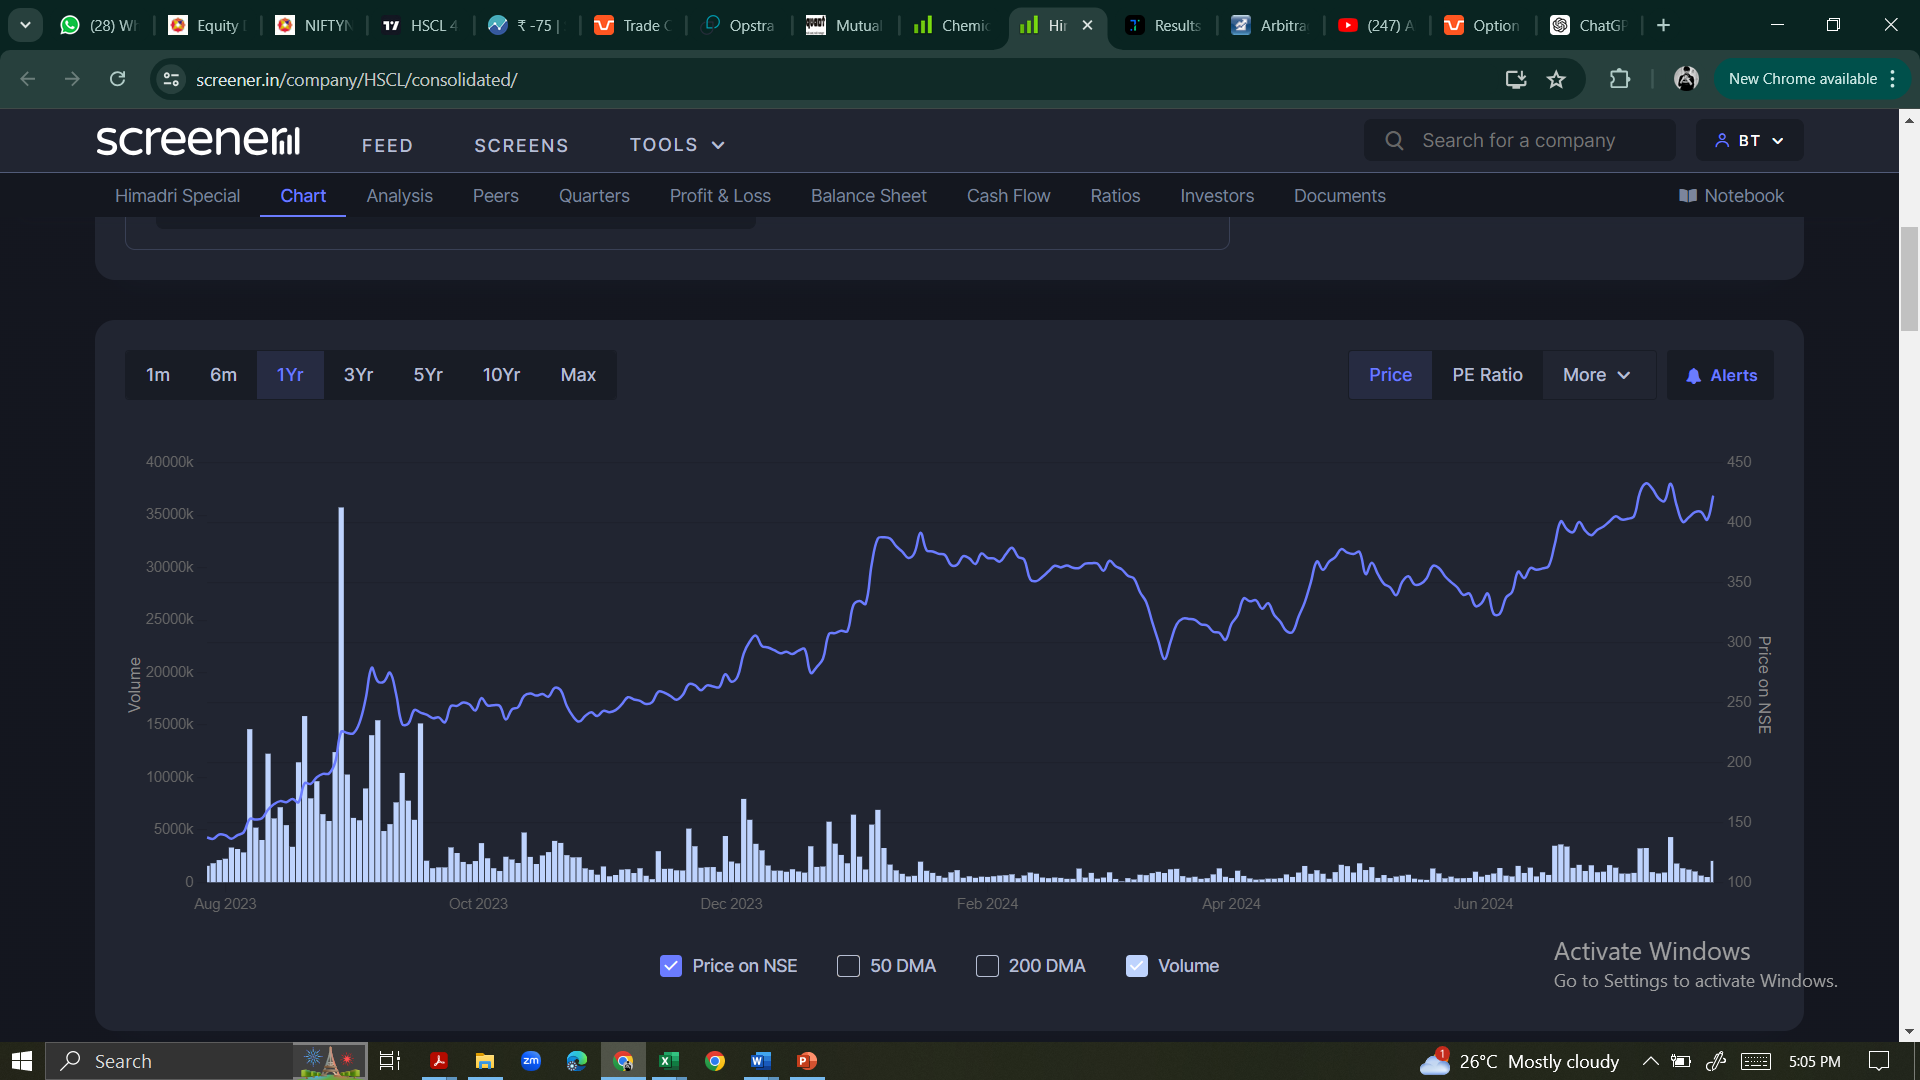 (28) Wh
Equity
NIFTYN
HSCL 4
₹ -75 |
Trade
Opstra
Mutual
Chemic
Hir
Results
Arbitra
(247) A
Option
ChatGP
screener.in/company/HSCL/consolidated/
New Chrome available
screener
FEED
SCREENS
TOOLS
Search for a company
BT
Himadri Special
Chart
Analysis
Peers
Quarters
Profit & Loss
Balance Sheet
Cash Flow
Ratios
Investors
Documents
Notebook
1m
6m
1Yr
3Yr
5Yr
10Yr
Max
Price
PE Ratio
More
Alerts
40000k
35000k
30000k
25000k
20000k
15000k
10000k
5000k
0
Volume
450
400
350
300
250
200
150
100
Price on NSE
Aug 2023
Oct 2023
Dec 2023
Feb 2024
Apr 2024
Jun 2024
Price on NSE
50 DMA
200 DMA
Volume
Activate Windows
Go to Settings to activate Windows.
Search
zm
1
26°C Mostly cloudy
5:05 PM